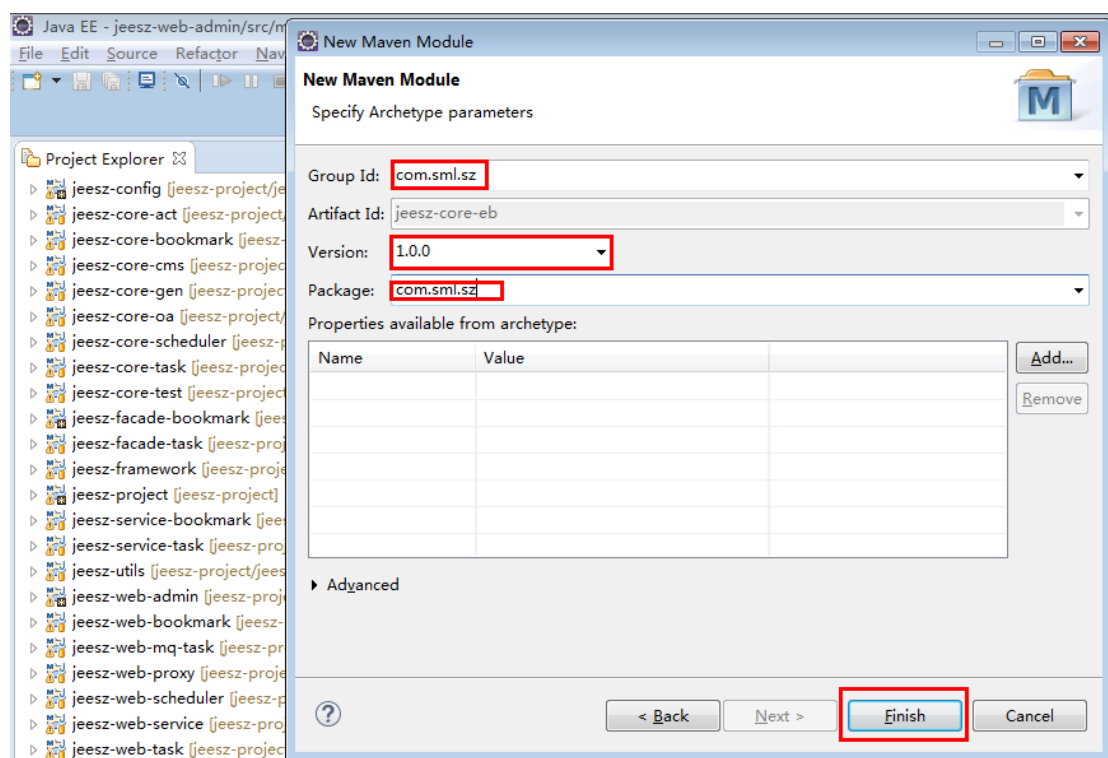 Java EE - jeesz-web-admin/src/m
File Edit Source Refactor Nav
Project Explorer
jeesz-config [jeesz-project/je
jeesz-core-act [jeesz-project/
jeesz-core-bookmark [jeesz-
jeesz-core-cms [jeesz-projec
jeesz-core-gen [jeesz-projec
jeesz-core-oa [jeesz-project/
jeesz-core-scheduler [jeesz-p
jeesz-core-task [jeesz-projec
jeesz-core-test [jeesz-project
jeesz-facade-bookmark [jees
jeesz-facade-task [jeesz-proj
jeesz-framework [jeesz-proje
jeesz-project [jeesz-project]
jeesz-service-bookmark [jees
jeesz-service-task [jeesz-proj
jeesz-utils [jeesz-project/jees
jeesz-web-admin [jeesz-proje
jeesz-web-bookmark [jeesz-
jeesz-web-mq-task [jeesz-pr
jeesz-web-proxy [jeesz-proje
jeesz-web-scheduler [jeesz-p
jeesz-web-service [jeesz-proj
jeesz-web-task [jeesz-project
New Maven Module
New Maven Module
Specify Archetype parameters
M
Group Id: com.sml.sz
Artifact Id: jeesz-core-eb
Version: 1.0.0
Package: com.sml.sz
Properties available from archetype:
Name Value
Add...
Remove
Advanced
? < Back Next > Finish Cancel